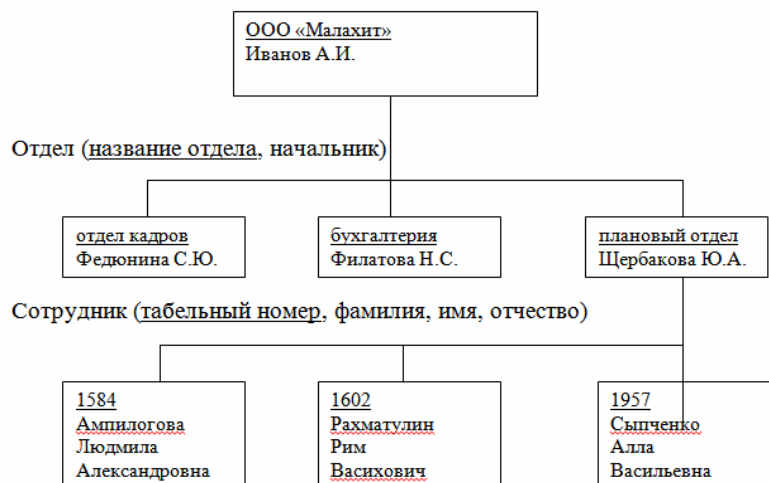 ООО «Малахит»
Иванов А.И.
Отдел (название отдела, начальник)
отдел кадров
Федюнина С.Ю.
бухгалтерия
Филатова Н.С.
плановый отдел
Щербакова Ю.А.
Сотрудник (табельный номер, фамилия, имя, отчество)
1584
Ампилогова
Людмила
Александровна
1602
Рахматулин
Рим
Васихович
1957
Сыпченко
Алла
Васильевна